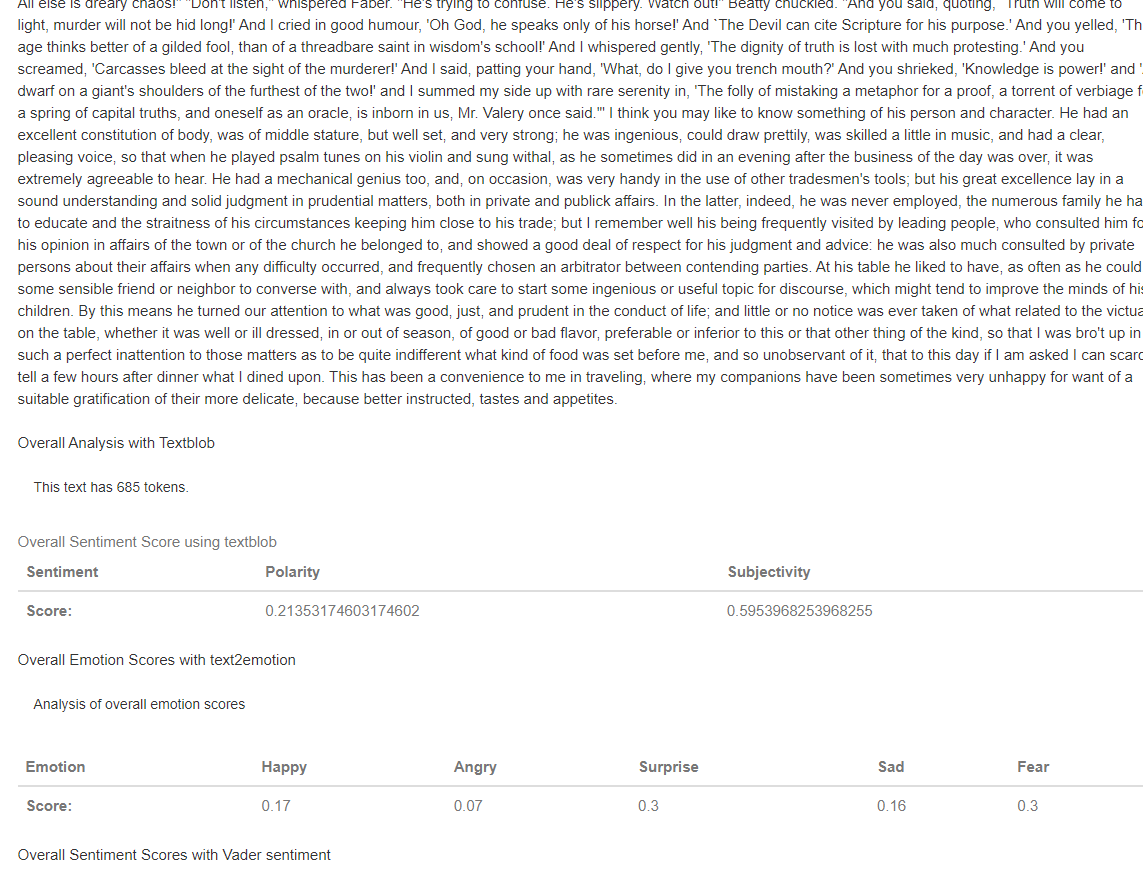 All else is dreary chaos!" "Don't listen," whispered Faber. "He's trying to confuse. He's slippery. Watch out!" Beatty chuckled. "And you said, quoting, `Truth will come to
light, murder will not be hid long!' And I cried in good humour, 'Oh God, he speaks only of his horse!' And `The Devil can cite Scripture for his purpose.' And you yelled, 'Th
age thinks better of a gilded fool, than of a threadbare saint in wisdom's school!' And I whispered gently, 'The dignity of truth is lost with much protesting.' And you
screamed, 'Carcasses bleed at the sight of the murderer!' And I said, patting your hand, 'What, do I give you trench mouth?' And you shrieked, 'Knowledge is power!' and
dwarf on a giant's shoulders of the furthest of the two!' and I summed my side up with rare serenity in, 'The folly of mistaking a metaphor for a proof, a torrent of verbiage f
a spring of capital truths, and oneself as an oracle, is inborn in us, Mr. Valery once said.'" I think you may like to know something of his person and character. He had an
excellent constitution of body, was of middle stature, but well set, and very strong; he was ingenious, could draw prettily, was skilled a little in music, and had a clear,
pleasing voice, so that when he played psalm tunes on his violin and sung withal, as he sometimes did in an evening after the business of the day was over, it was
extremely agreeable to hear. He had a mechanical genius too, and, on occasion, was very handy in the use of other tradesmen's tools; but his great excellence lay in a
sound understanding and solid judgment in prudential matters, both in private and publick affairs. In the latter, indeed, he was never employed, the numerous family he ha
to educate and the straitness of his circumstances keeping him close to his trade; but I remember well his being frequently visited by leading people, who consulted him fo
his opinion in affairs of the town or of the church he belonged to, and showed a good deal of respect for his judgment and advice: he was also much consulted by private
persons about their affairs when any difficulty occurred, and frequently chosen an arbitrator between contending parties. At his table he liked to have, as often as he could
some sensible friend or neighbor to converse with, and always took care to start some ingenious or useful topic for discourse, which might tend to improve the minds of his
children. By this means he turned our attention to what was good, just, and prudent in the conduct of life; and little or no notice was ever taken of what related to the victua
on the table, whether it was well or ill dressed, in or out of season, of good or bad flavor, preferable or inferior to this or that other thing of the kind, so that I was bro't up in
such a perfect inattention to those matters as to be quite indifferent what kind of food was set before me, and so unobservant of it, that to this day if I am asked I can scarc
tell a few hours after dinner what I dined upon. This has been a convenience to me in traveling, where my companions have been sometimes very unhappy for want of a
suitable gratification of their more delicate, because better instructed, tastes and appetites.
Overall Analysis with Textblob
This text has 685 tokens.
Overall Sentiment Score using textblob
Sentiment Polarity Subjectivity
Score: 0.21353174603174602 0.5953968253968255
Overall Emotion Scores with text2emotion
Analysis of overall emotion scores
Emotion Happy Angry Surprise Sad Fear
Score: 0.17 0.07 0.3 0.16 0.3
Overall Sentiment Scores with Vader sentiment